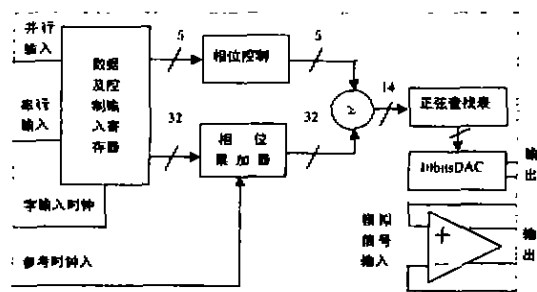 并行
输入
串行
输入
字输入时钟
参考时钟入
数据
及控
制输
入寄
存器
5
相位控制
5
32
相 位
累加器
32
Σ
14
正弦查找表
10bitsDAC
输
出
模拟
信号
输入
+
-
输
出